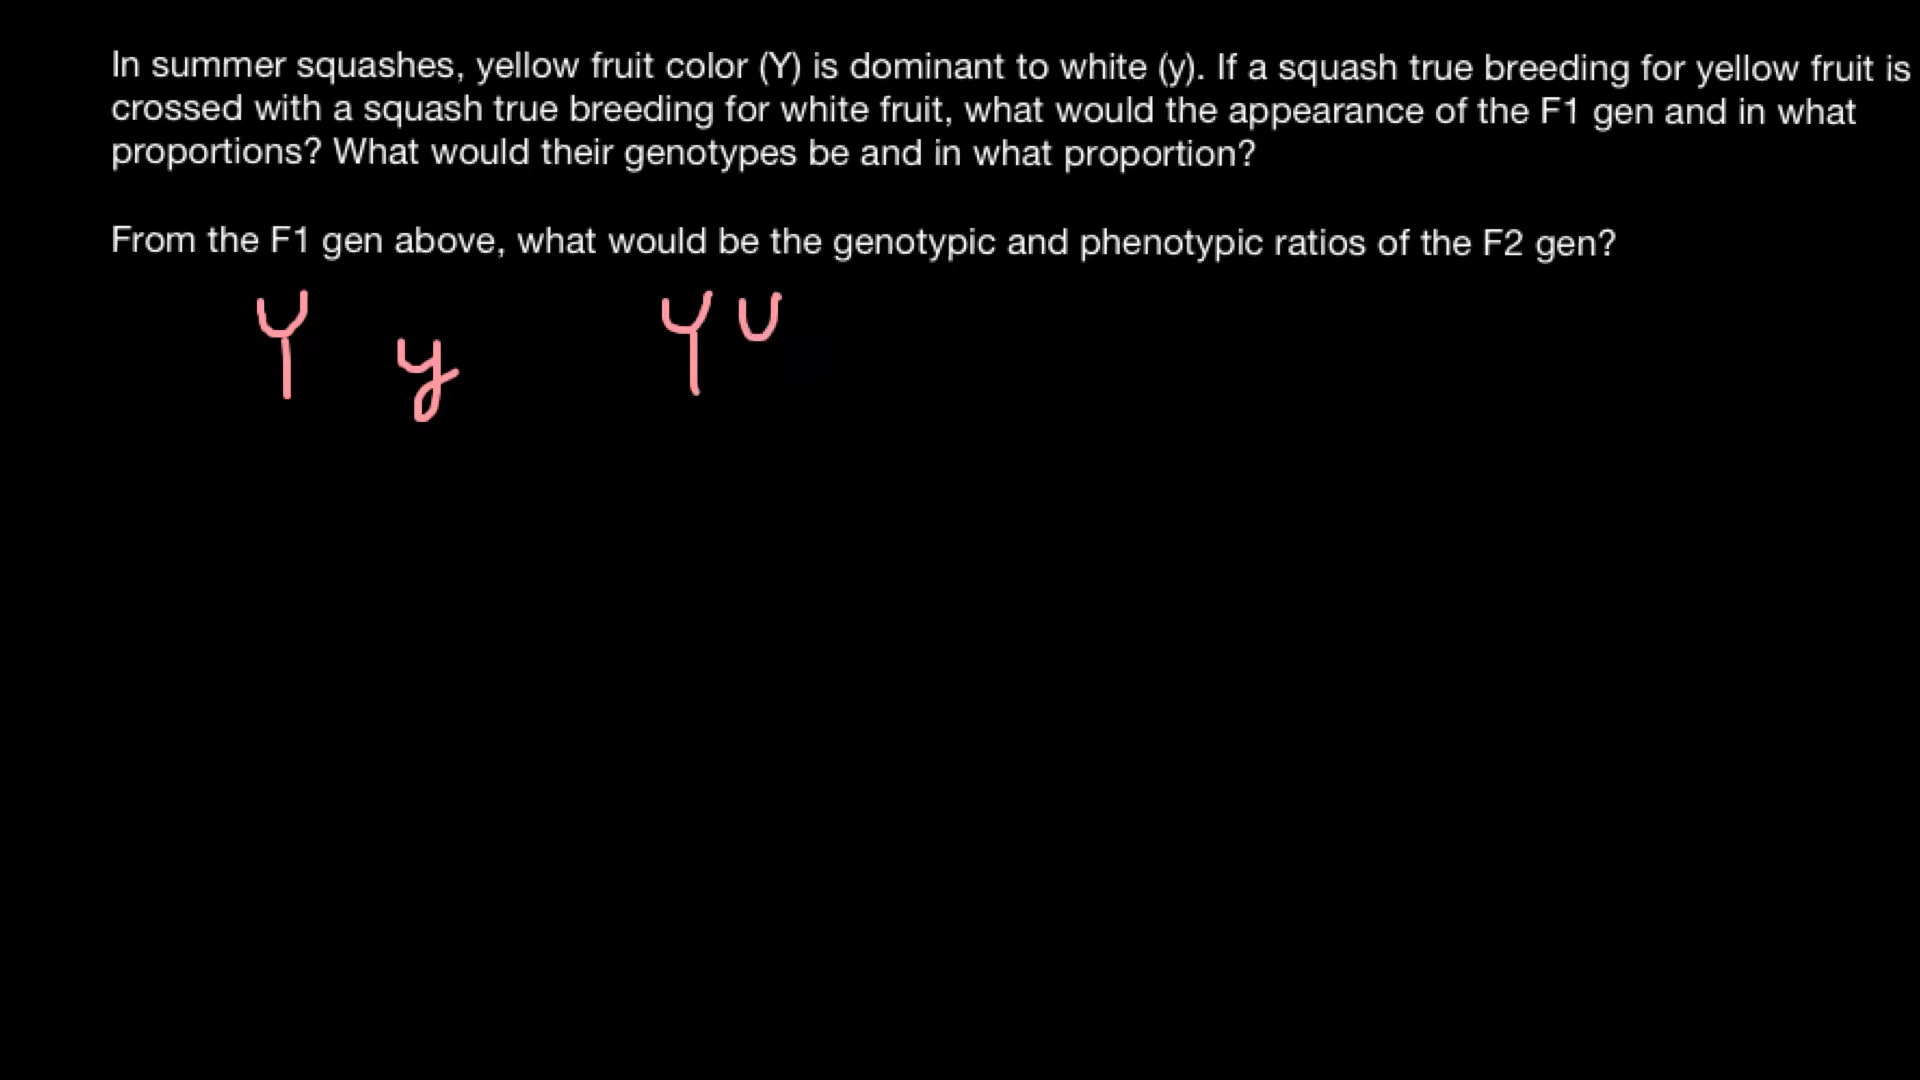 In summer squashes, yellow fruit color (Y) is dominant to white (y). If a squash true breeding for yellow fruit is
crossed with a squash true breeding for white fruit, what would the appearance of the F1 gen and in what
proportions? What would their genotypes be and in what proportion?
From the F1 gen above, what would be the genotypic and phenotypic ratios of the F2 gen?
Y y Y